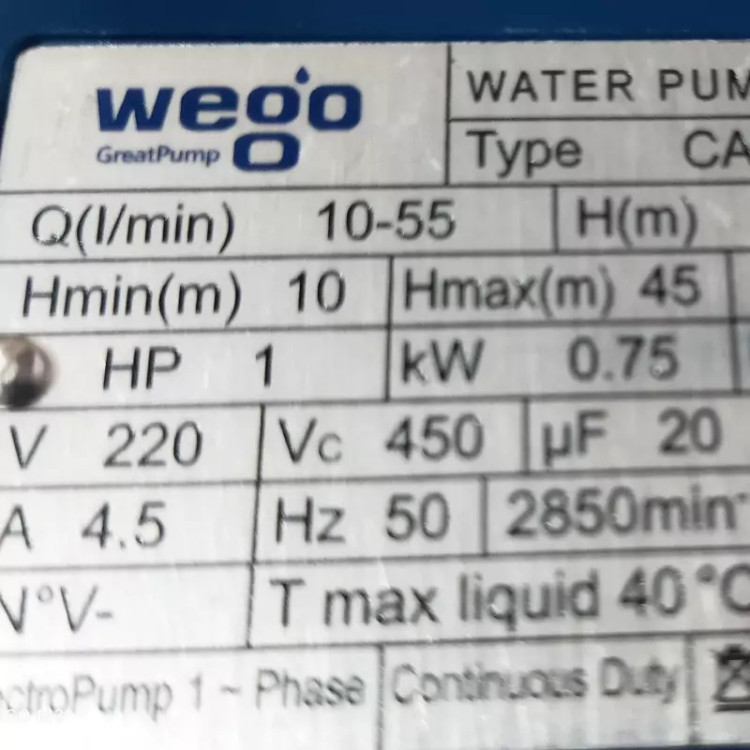 wego
GreatPump
WATER PUM
Type CA
Q(l/min) 10-55 H(m)
Hmin(m) 10 Hmax(m) 45
HP 1 kW 0.75
V 220 Vc 450 µF 20
A 4.5 Hz 50 2850min-
N°V- T max liquid 40°C
ectroPump 1 ~ Phase Continuous Duty